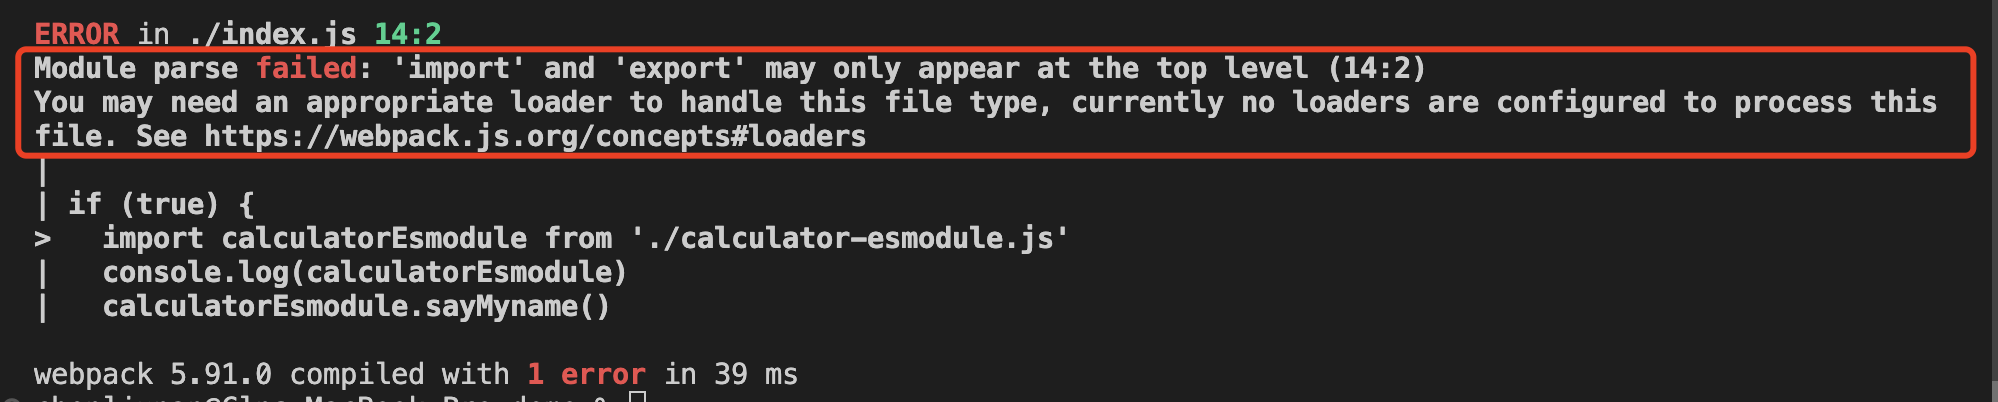 ERROR in ./index.js 14:2
Module parse failed: 'import' and 'export' may only appear at the top level (14:2)
You may need an appropriate loader to handle this file type, currently no loaders are configured to process this
file. See https://webpack.js.org/concepts#loaders
|
| if (true) {
>   import calculatorEsmodule from './calculator-esmodule.js'
|   console.log(calculatorEsmodule)
|   calculatorEsmodule.sayMyname()
webpack 5.91.0 compiled with 1 error in 39 ms